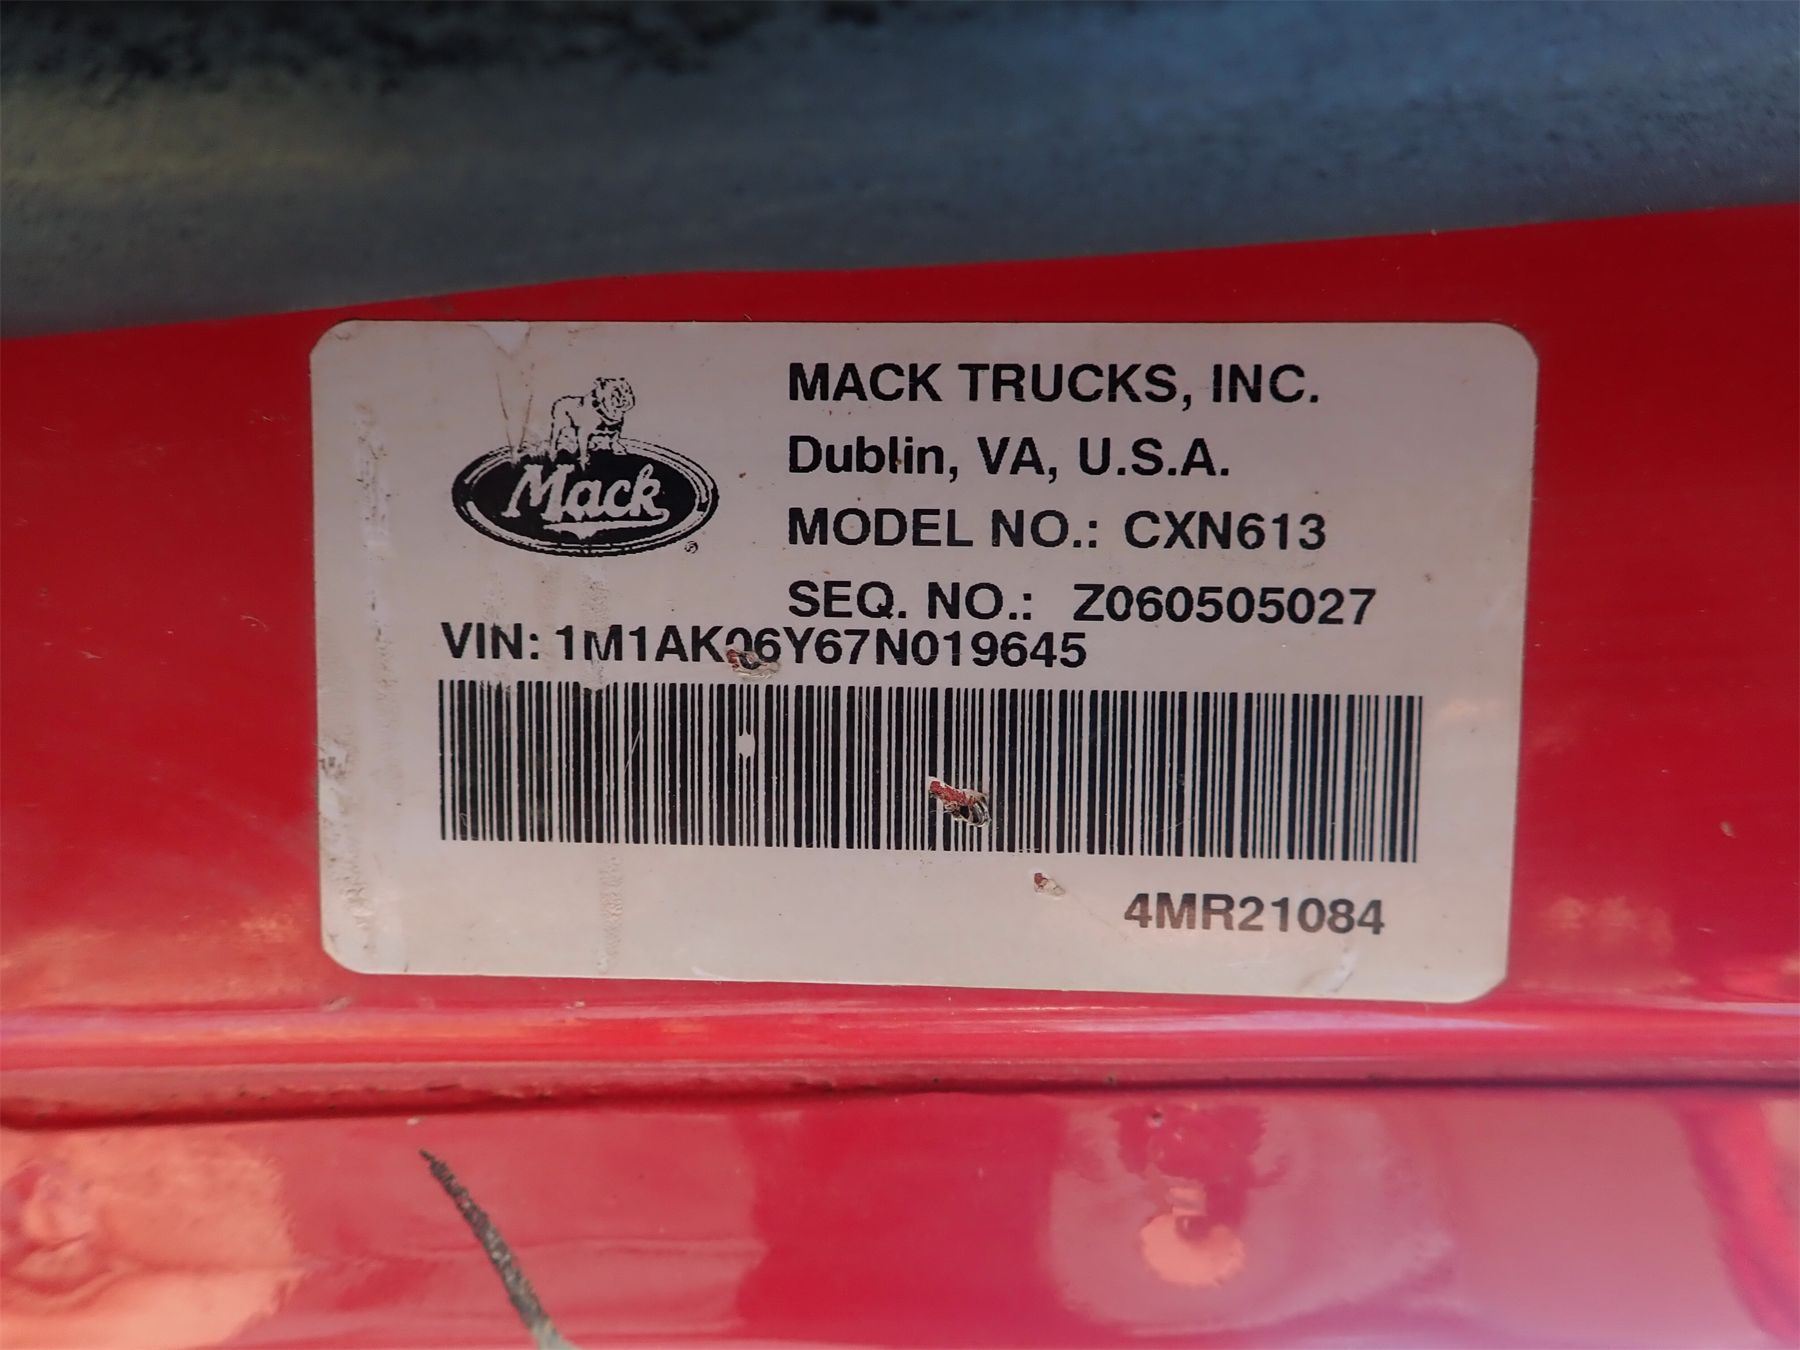 Mack
®
MACK TRUCKS, INC.
Dublin, VA, U.S.A.
MODEL NO.: CXN613
SEQ. NO.: Z060505027
VIN: 1M1AK06Y67N019645
4MR21084